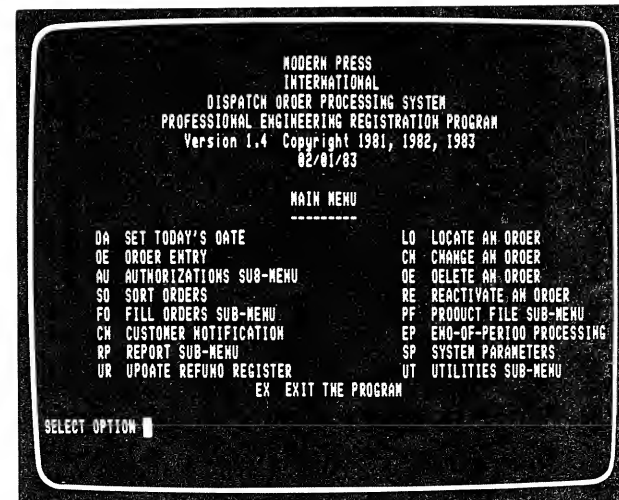 MODERN PRESS
INTERNATIONAL
DISPATCH ORDER PROCESSING SYSTEM
PROFESSIONAL ENGINEERING REGISTRATION PROGRAM
Version 1.4 Copyright 1981, 1982, 1983
02/01/83
MAIN MENU
---------
DA SET TODAY'S DATE LO LOCATE AN ORDER
OE ORDER ENTRY CH CHANGE AN ORDER
AU AUTHORIZATIONS SUB-MENU DE DELETE AN ORDER
SO SORT ORDERS RE REACTIVATE AN ORDER
FO FILL ORDERS SUB-MENU PF PRODUCT FILE SUB-MENU
CN CUSTOMER NOTIFICATION EP END-OF-PERIOD PROCESSING
RP REPORT SUB-MENU SP SYSTEM PARAMETERS
UR UPDATE REFUND REGISTER UT UTILITIES SUB-MENU
EX EXIT THE PROGRAM
SELECT OPTION